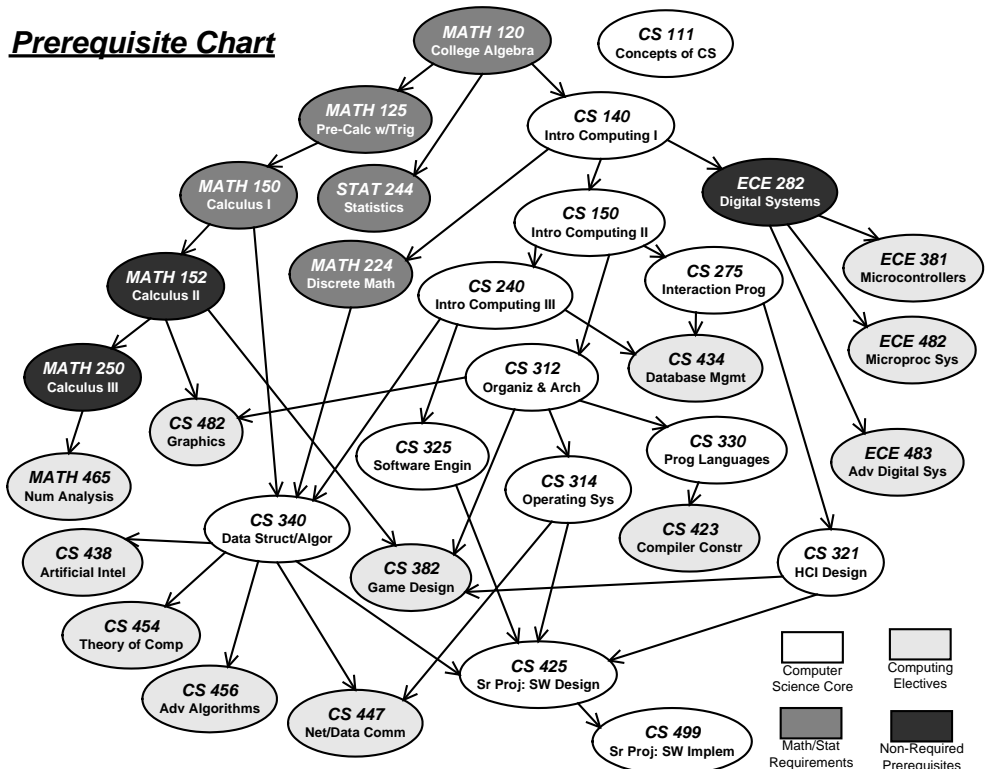 Prerequisite Chart
MATH 120
College Algebra
CS 111
Concepts of CS
MATH 125
Pre-Calc w/Trig
CS 140
Intro Computing I
MATH 150
Calculus I
STAT 244
Statistics
ECE 282
Digital Systems
CS 150
Intro Computing II
MATH 224
Discrete Math
ECE 381
Microcontrollers
MATH 152
Calculus II
CS 240
Intro Computing III
CS 275
Interaction Prog
ECE 482
Microproc Sys
MATH 250
Calculus III
CS 312
Organiz & Arch
CS 434
Database Mgmt
CS 482
Graphics
CS 325
Software Engin
CS 330
Prog Languages
ECE 483
Adv Digital Sys
MATH 465
Num Analysis
CS 314
Operating Sys
CS 340
Data Struct/Algor
CS 423
Compiler Constr
CS 438
Artificial Intel
CS 382
Game Design
CS 321
HCI Design
CS 454
Theory of Comp
CS 425
Sr Proj: SW Design
CS 456
Adv Algorithms
CS 447
Net/Data Comm
CS 499
Sr Proj: SW Implem
Computer
Science Core
Computing
Electives
Math/Stat
Requirements
Non-Required
Prerequisites